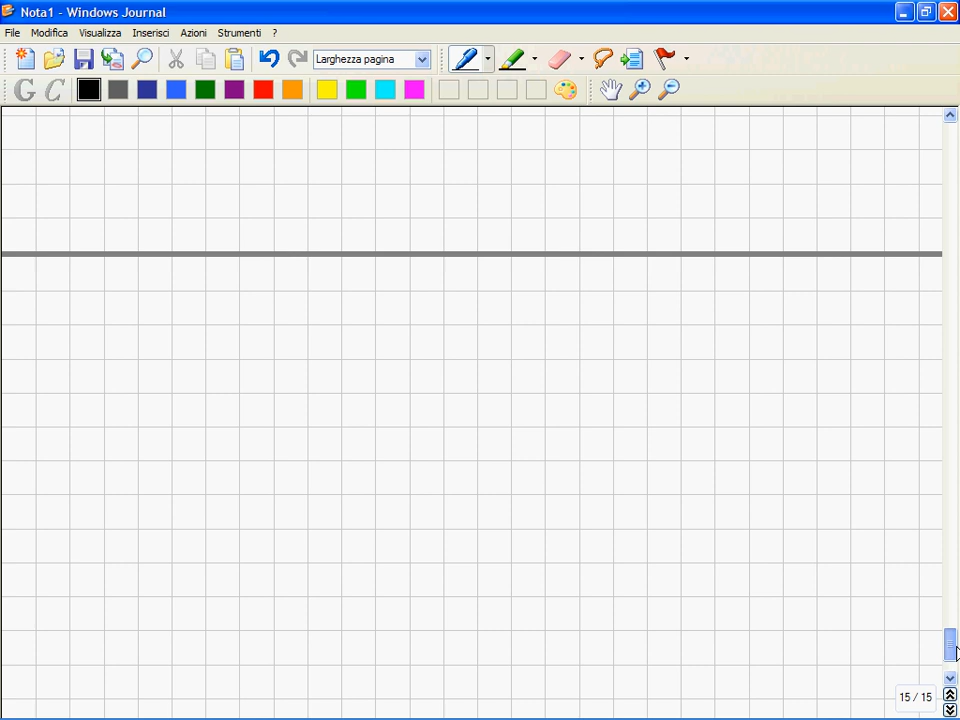 Nota1 - Windows Journal
File Modifica Visualizza Inserisci Azioni Strumenti ?
Larghezza pagina
G C
15 / 15